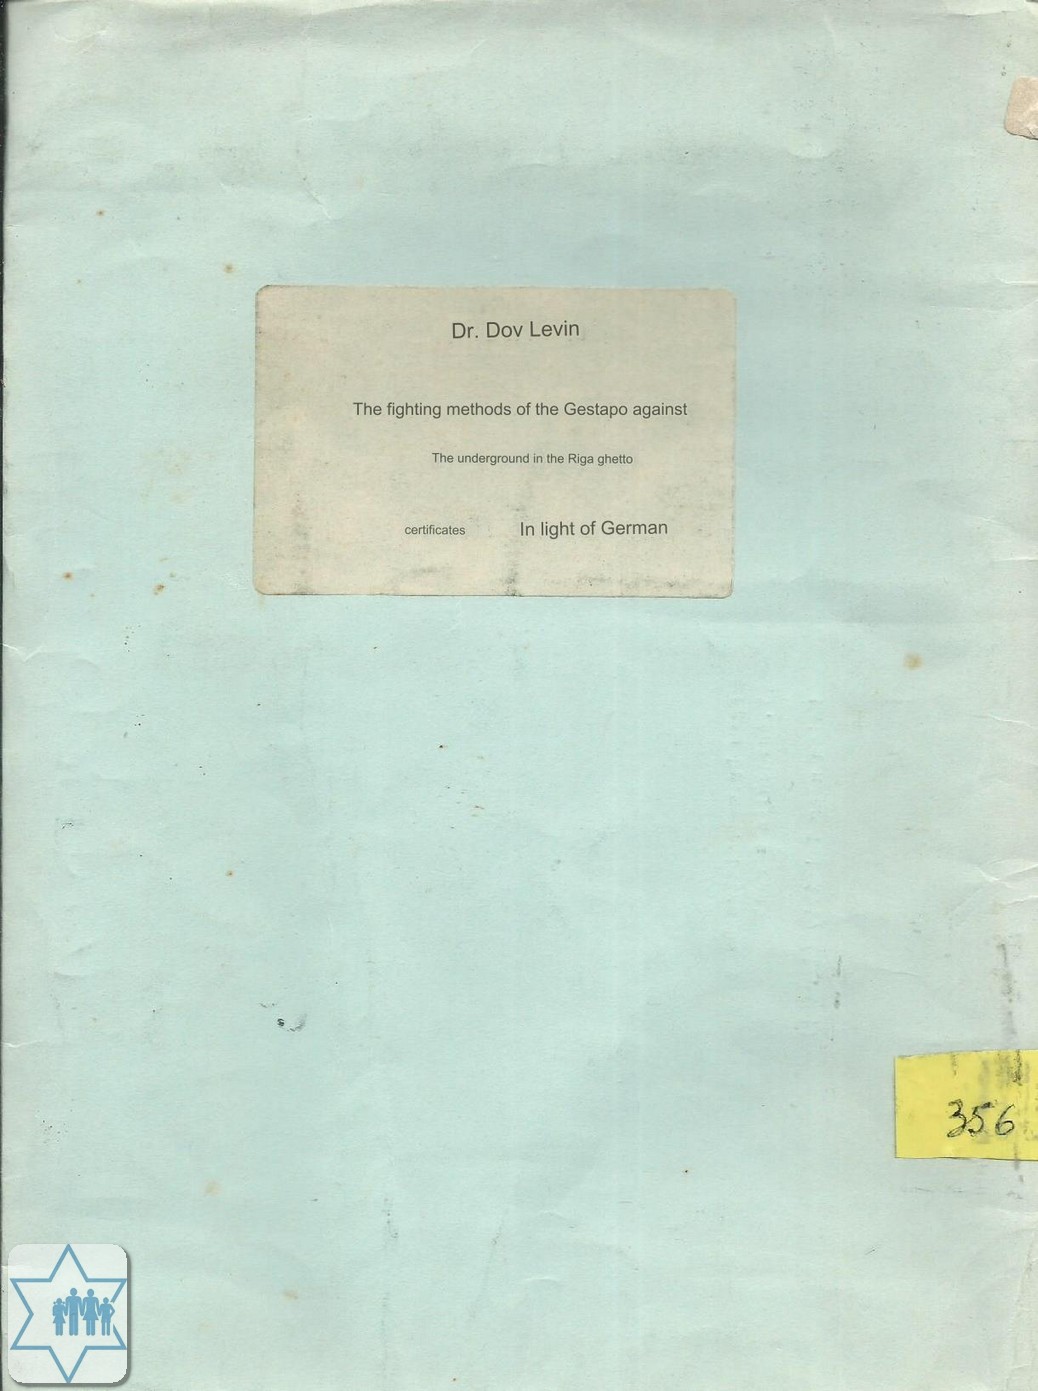 Dr. Dov Levin
The fighting methods of the Gestapo against
The underground in the Riga ghetto
certificates In light of German
356